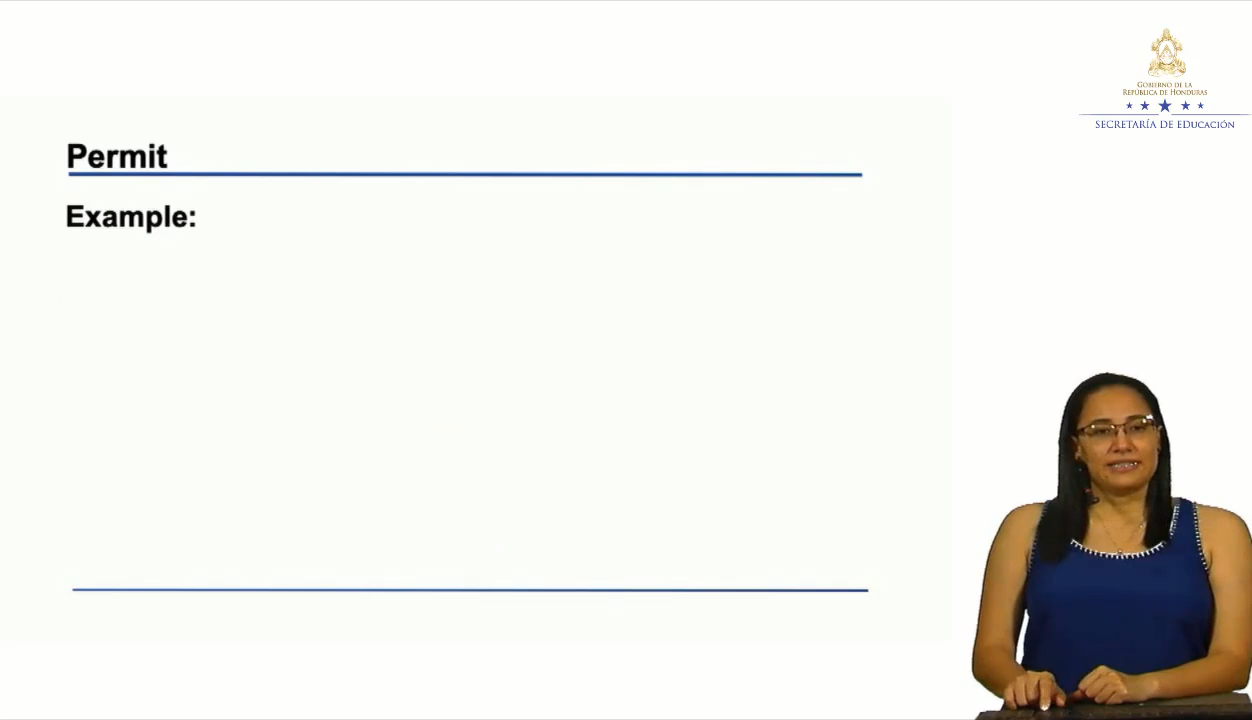 GOBIERNO DE LA
REPÚBLICA DE HONDURAS
SECRETARÍA DE EDUCACIÓN
Permit
Example: